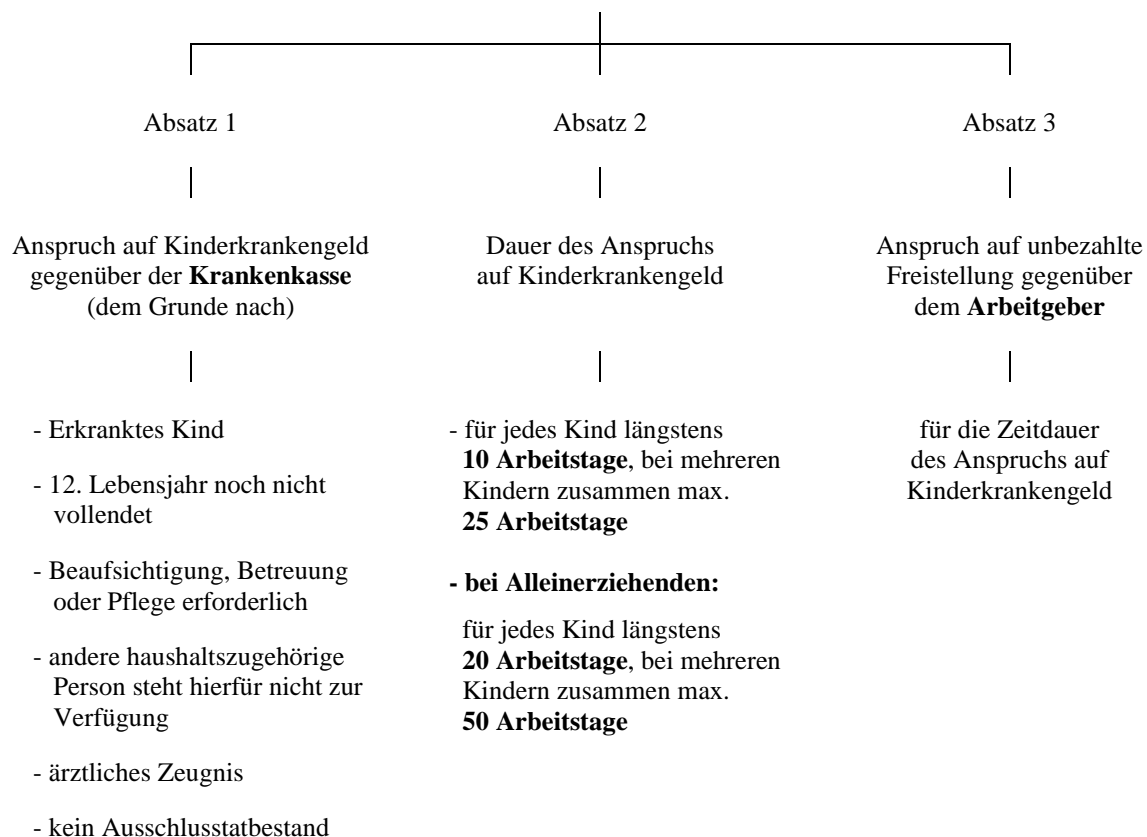 Absatz 1
Absatz 2
Absatz 3
Anspruch auf Kinderkrankengeld
gegenüber der Krankenkasse
(dem Grunde nach)
Dauer des Anspruchs
auf Kinderkrankengeld
Anspruch auf unbezahlte
Freistellung gegenüber
dem Arbeitgeber
- Erkranktes Kind
- 12. Lebensjahr noch nicht
vollendet
- Beaufsichtigung, Betreuung
oder Pflege erforderlich
- andere haushaltszugehörige
Person steht hierfür nicht zur
Verfügung
- ärztliches Zeugnis
- kein Ausschlusstatbestand
- für jedes Kind längstens
10 Arbeitstage, bei mehreren
Kindern zusammen max.
25 Arbeitstage
- bei Alleinerziehenden:
für jedes Kind längstens
20 Arbeitstage, bei mehreren
Kindern zusammen max.
50 Arbeitstage
für die Zeitdauer
des Anspruchs auf
Kinderkrankengeld